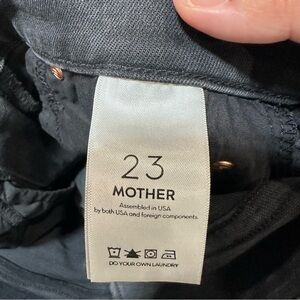 23
MOTHER
Assembled in USA
by both USA and foreign components.
DO YOUR OWN LAUNDRY